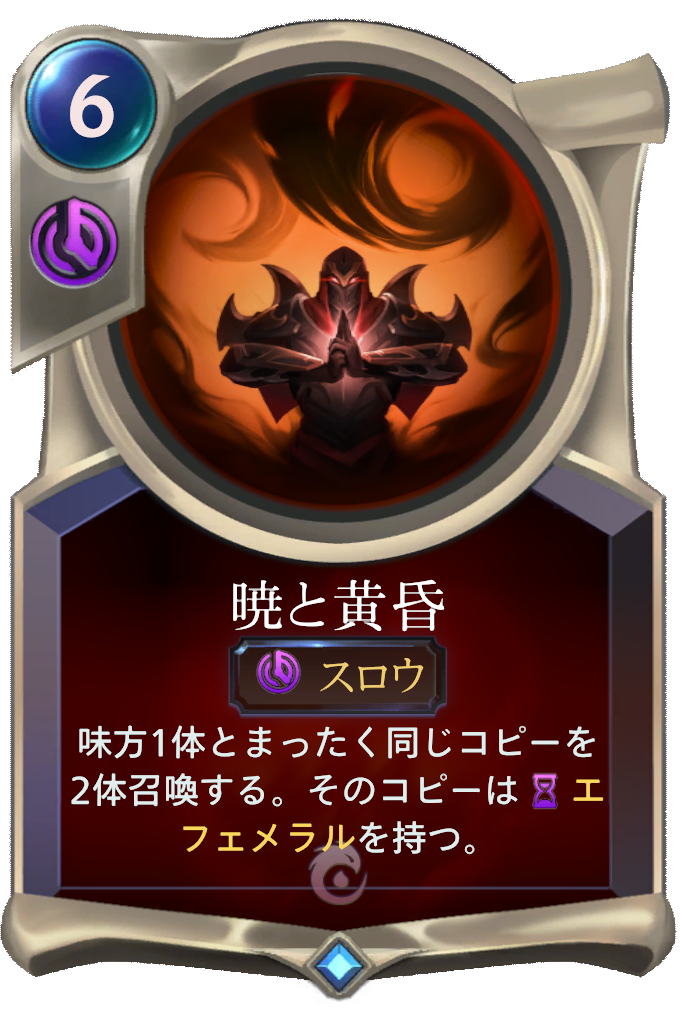 6
暁と黄昏
スロウ
味方1体とまったく同じコピーを
2体召喚する。そのコピーは エ
フェメラルを持つ。